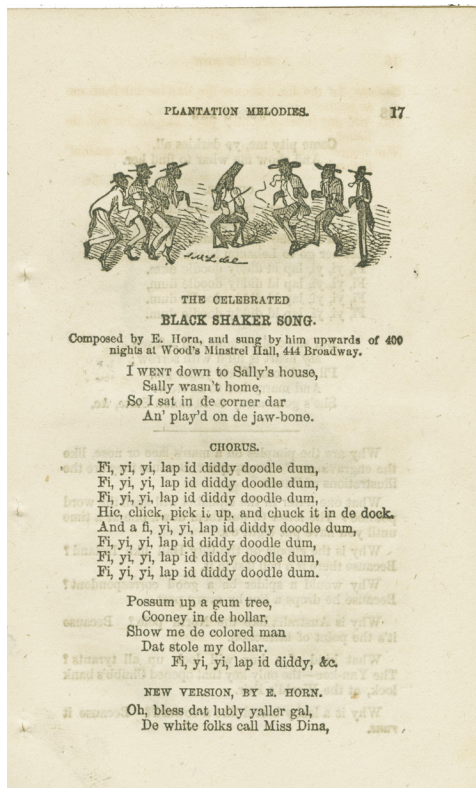 PLANTATION MELODIES. 17
THE CELEBRATED
BLACK SHAKER SONG.
Composed by E. Horn, and sung by him upwards of 400
nights at Wood's Minstrel Hall, 444 Broadway.
I WENT down to Sally's house,
Sally wasn't home,
So I sat in de corner dar
An' play'd on de jaw-bone.
CHORUS.
Fi, yi, yi, lap id diddy doodle dum,
Fi, yi, yi, lap id diddy doodle dum,
Fi, yi, yi, lap id diddy doodle dum,
Hic, chick, pick it up, and chuck it in de dock.
And a fi, yi, yi, lap id diddy doodle dum,
Fi, yi, yi, lap id diddy doodle dum,
Fi, yi, yi, lap id diddy doodle dum,
Fi, yi, yi, lap id diddy doodle dum.
Possum up a gum tree,
Cooney in de hollar,
Show me de colored man
Dat stole my dollar.
Fi, yi, yi, lap id diddy, &c.
NEW VERSION, BY E. HORN.
Oh, bless dat lubly yaller gal,
De white folks call Miss Dina,